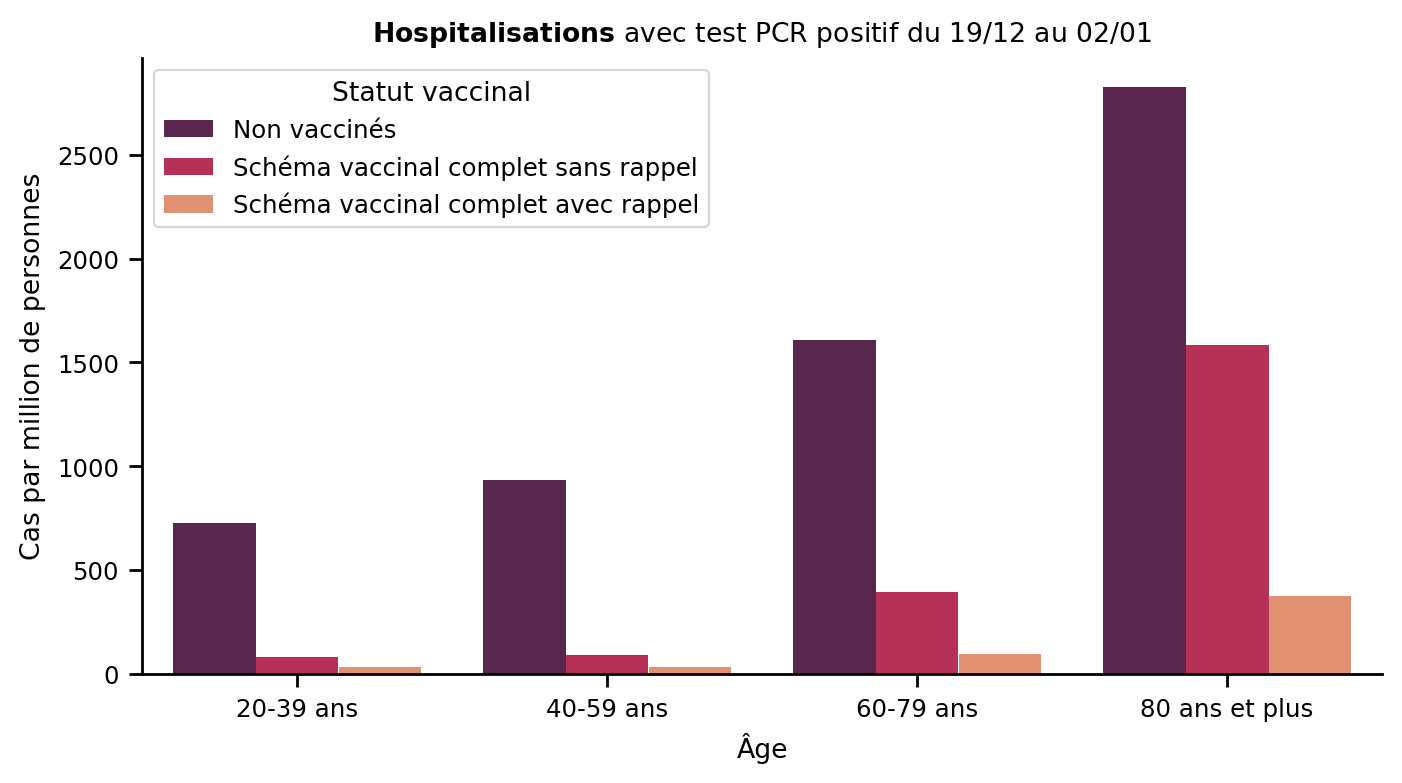 Hospitalisations avec test PCR positif du 19/12 au 02/01
Statut vaccinal
Non vaccinés
Schéma vaccinal complet sans rappel
Schéma vaccinal complet avec rappel
Cas par million de personnes
2500
2000
1500
1000
500
0
20-39 ans
40-59 ans
60-79 ans
80 ans et plus
Âge